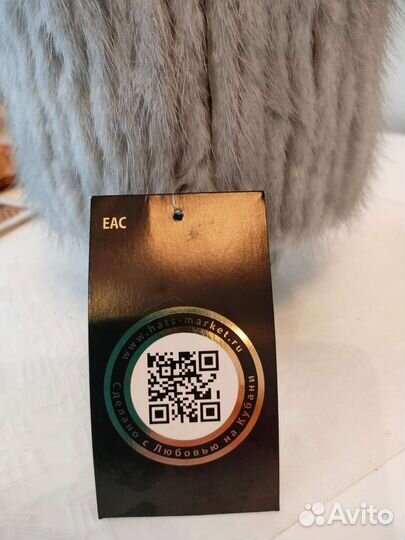 EAC
www.hats-market.ru
Сделано с Любовью на Кубани
Avito